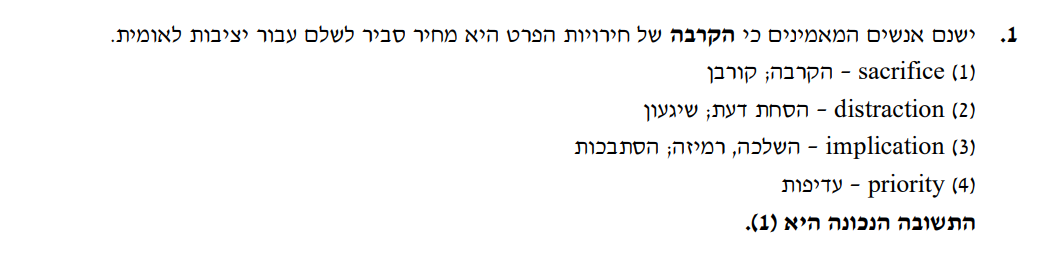 1. ישנם אנשים המאמינים כי הקרבה של חירויות הפרט היא מחיר סביר לשלם עבור יציבות לאומית.
(1) sacrifice – הקרבה; קורבן
(2) distraction – הסחת דעת; שיגעון
(3) implication – השלכה, רמיזה; הסתבכות
(4) priority – עדיפות
התשובה הנכונה היא (1).